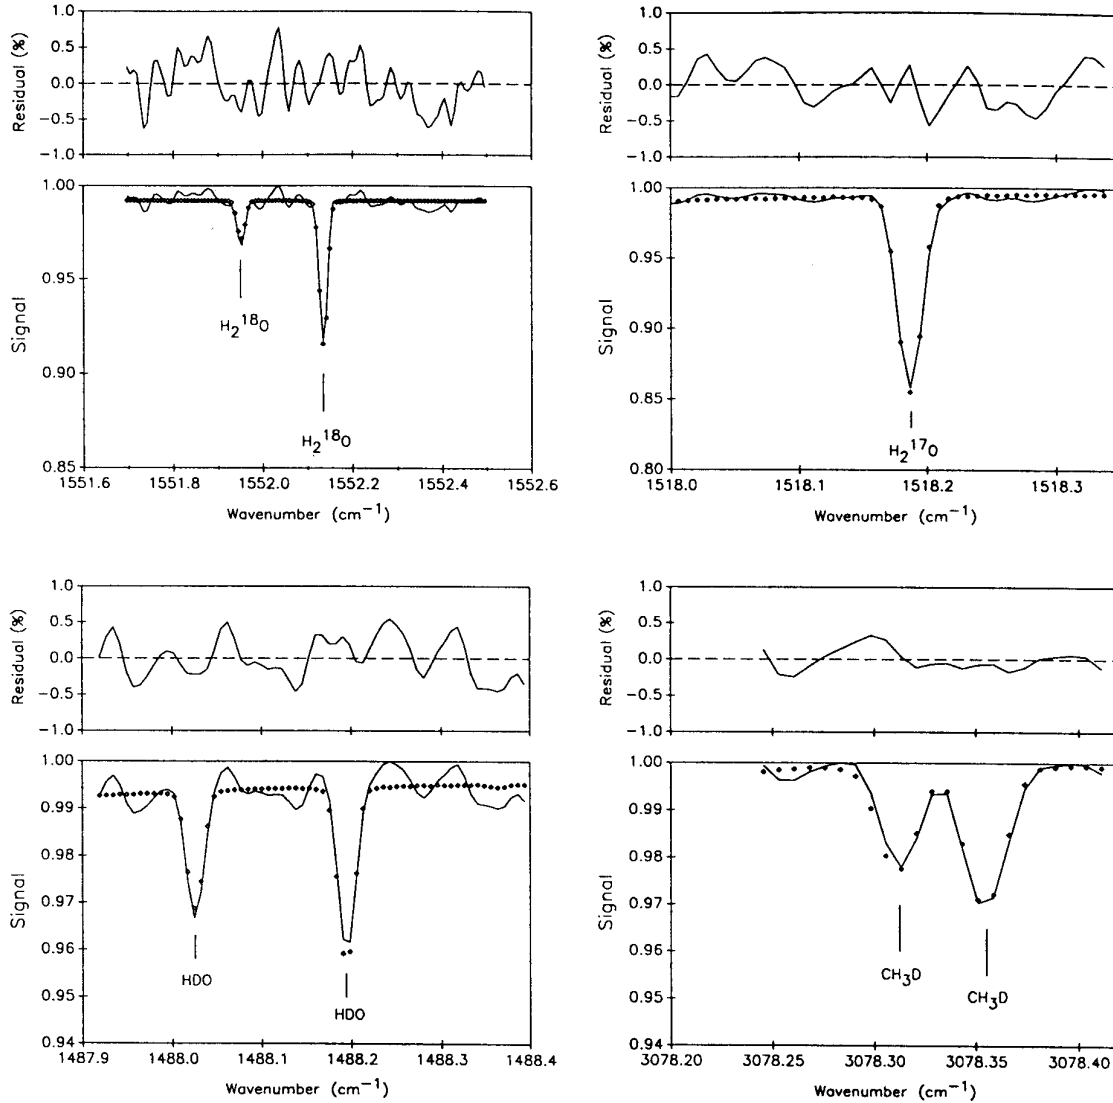 Residual (%)
1.0
0.5
0.0
−0.5
−1.0
Signal
1.00
0.95
0.90
0.85
H₂¹⁸O
H₂¹⁸O
1551.6 1551.8 1552.0 1552.2 1552.4 1552.6
Wavenumber (cm⁻¹)
Residual (%)
1.0
0.5
0.0
−0.5
−1.0
Signal
1.00
0.95
0.90
0.85
0.80
H₂¹⁷O
1518.0 1518.1 1518.2 1518.3
Wavenumber (cm⁻¹)
Residual (%)
1.0
0.5
0.0
−0.5
−1.0
Signal
1.00
0.99
0.98
0.97
0.96
0.95
0.94
HDO
HDO
1487.9 1488.0 1488.1 1488.2 1488.3 1488.4
Wavenumber (cm⁻¹)
Residual (%)
1.0
0.5
0.0
−0.5
−1.0
Signal
1.00
0.99
0.98
0.97
0.96
0.95
0.94
CH₃D
CH₃D
3078.20 3078.25 3078.30 3078.35 3078.40
Wavenumber (cm⁻¹)